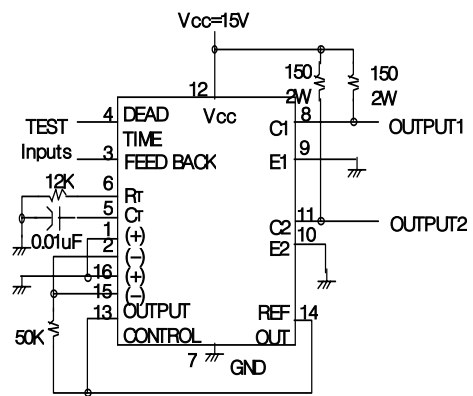 Vcc=15V
12
Vcc
150
2W
150
2W
TEST
Inputs
4
DEAD
TIME
3
FEED BACK
C1
8
OUTPUT1
E1
9
12K
6
RT
5
CT
0.01uF
1
(+)
2
(−)
16
(+)
15
(−)
C2
11
OUTPUT2
10
E2
13
OUTPUT
CONTROL
50K
REF
14
OUT
7
GND